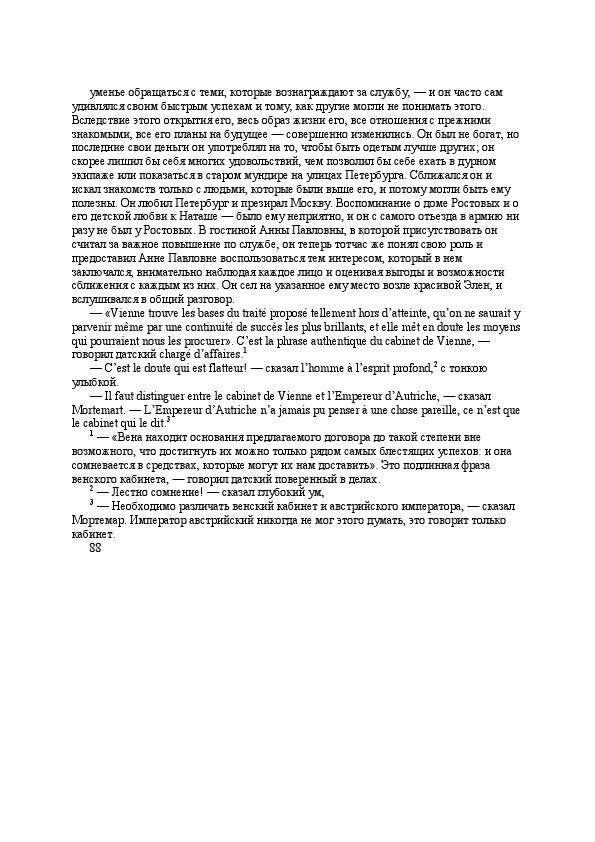 уменье обращаться с теми, которые вознаграждают за службу, — и он часто сам
удивлялся своим быстрым успехам и тому, как другие могли не понимать этого.
Вследствие этого открытия его, весь образ жизни его, все отношения с прежними
знакомыми, все его планы на будущее — совершенно изменились. Он был не богат, но
последние свои деньги он употреблял на то, чтобы быть одетым лучше других; он
скорее лишил бы себя многих удовольствий, чем позволил бы себе ехать в дурном
экипаже или показаться в старом мундире на улицах Петербурга. Сближался он и
искал знакомств только с людьми, которые были выше его, и потому могли быть ему
полезны. Он любил Петербург и презирал Москву. Воспоминание о доме Ростовых и о
его детской любви к Наташе — было ему неприятно, и он с самого отъезда в армию ни
разу не был у Ростовых. В гостиной Анны Павловны, в которой присутствовать он
считал за важное повышение по службе, он теперь тотчас же понял свою роль и
предоставил Анне Павловне воспользоваться тем интересом, который в нем
заключался, внимательно наблюдая каждое лицо и оценивая выгоды и возможности
сближения с каждым из них. Он сел на указанное ему место возле красивой Элен, и
вслушивался в общий разговор.
— «Vienne trouve les bases du traité proposé tellement hors d’atteinte, qu’on ne saurait y
parvenir même par une continuité de succès les plus brillants, et elle mêt en doute les moyens
qui pourraient nous les procurer». C’est la phrase authentique du cabinet de Vienne, —
говорил датский chargé d’affaires.¹
— C’est le doute qui est flatteur! — сказал l’homme à l’esprit profond,² с тонкою
улыбкой.
— Il faut distinguer entre le cabinet de Vienne et l’Empereur d’Autriche, — сказал
Mortemart. — L’Empereur d’Autriche n’a jamais pu penser à une chose pareille, ce n’est que
le cabinet qui le dit.³
¹ — «Вена находит основания предлагаемого договора до такой степени вне
возможного, что достигнуть их можно только рядом самых блестящих успехов: и она
сомневается в средствах, которые могут их нам доставить». Это подлинная фраза
венского кабинета, — говорил датский поверенный в делах.
² — Лестно сомнение! — сказал глубокий ум,
³ — Необходимо различать венский кабинет и австрийского императора, — сказал
Мортемар. Император австрийский никогда не мог этого думать, это говорит только
кабинет.
88